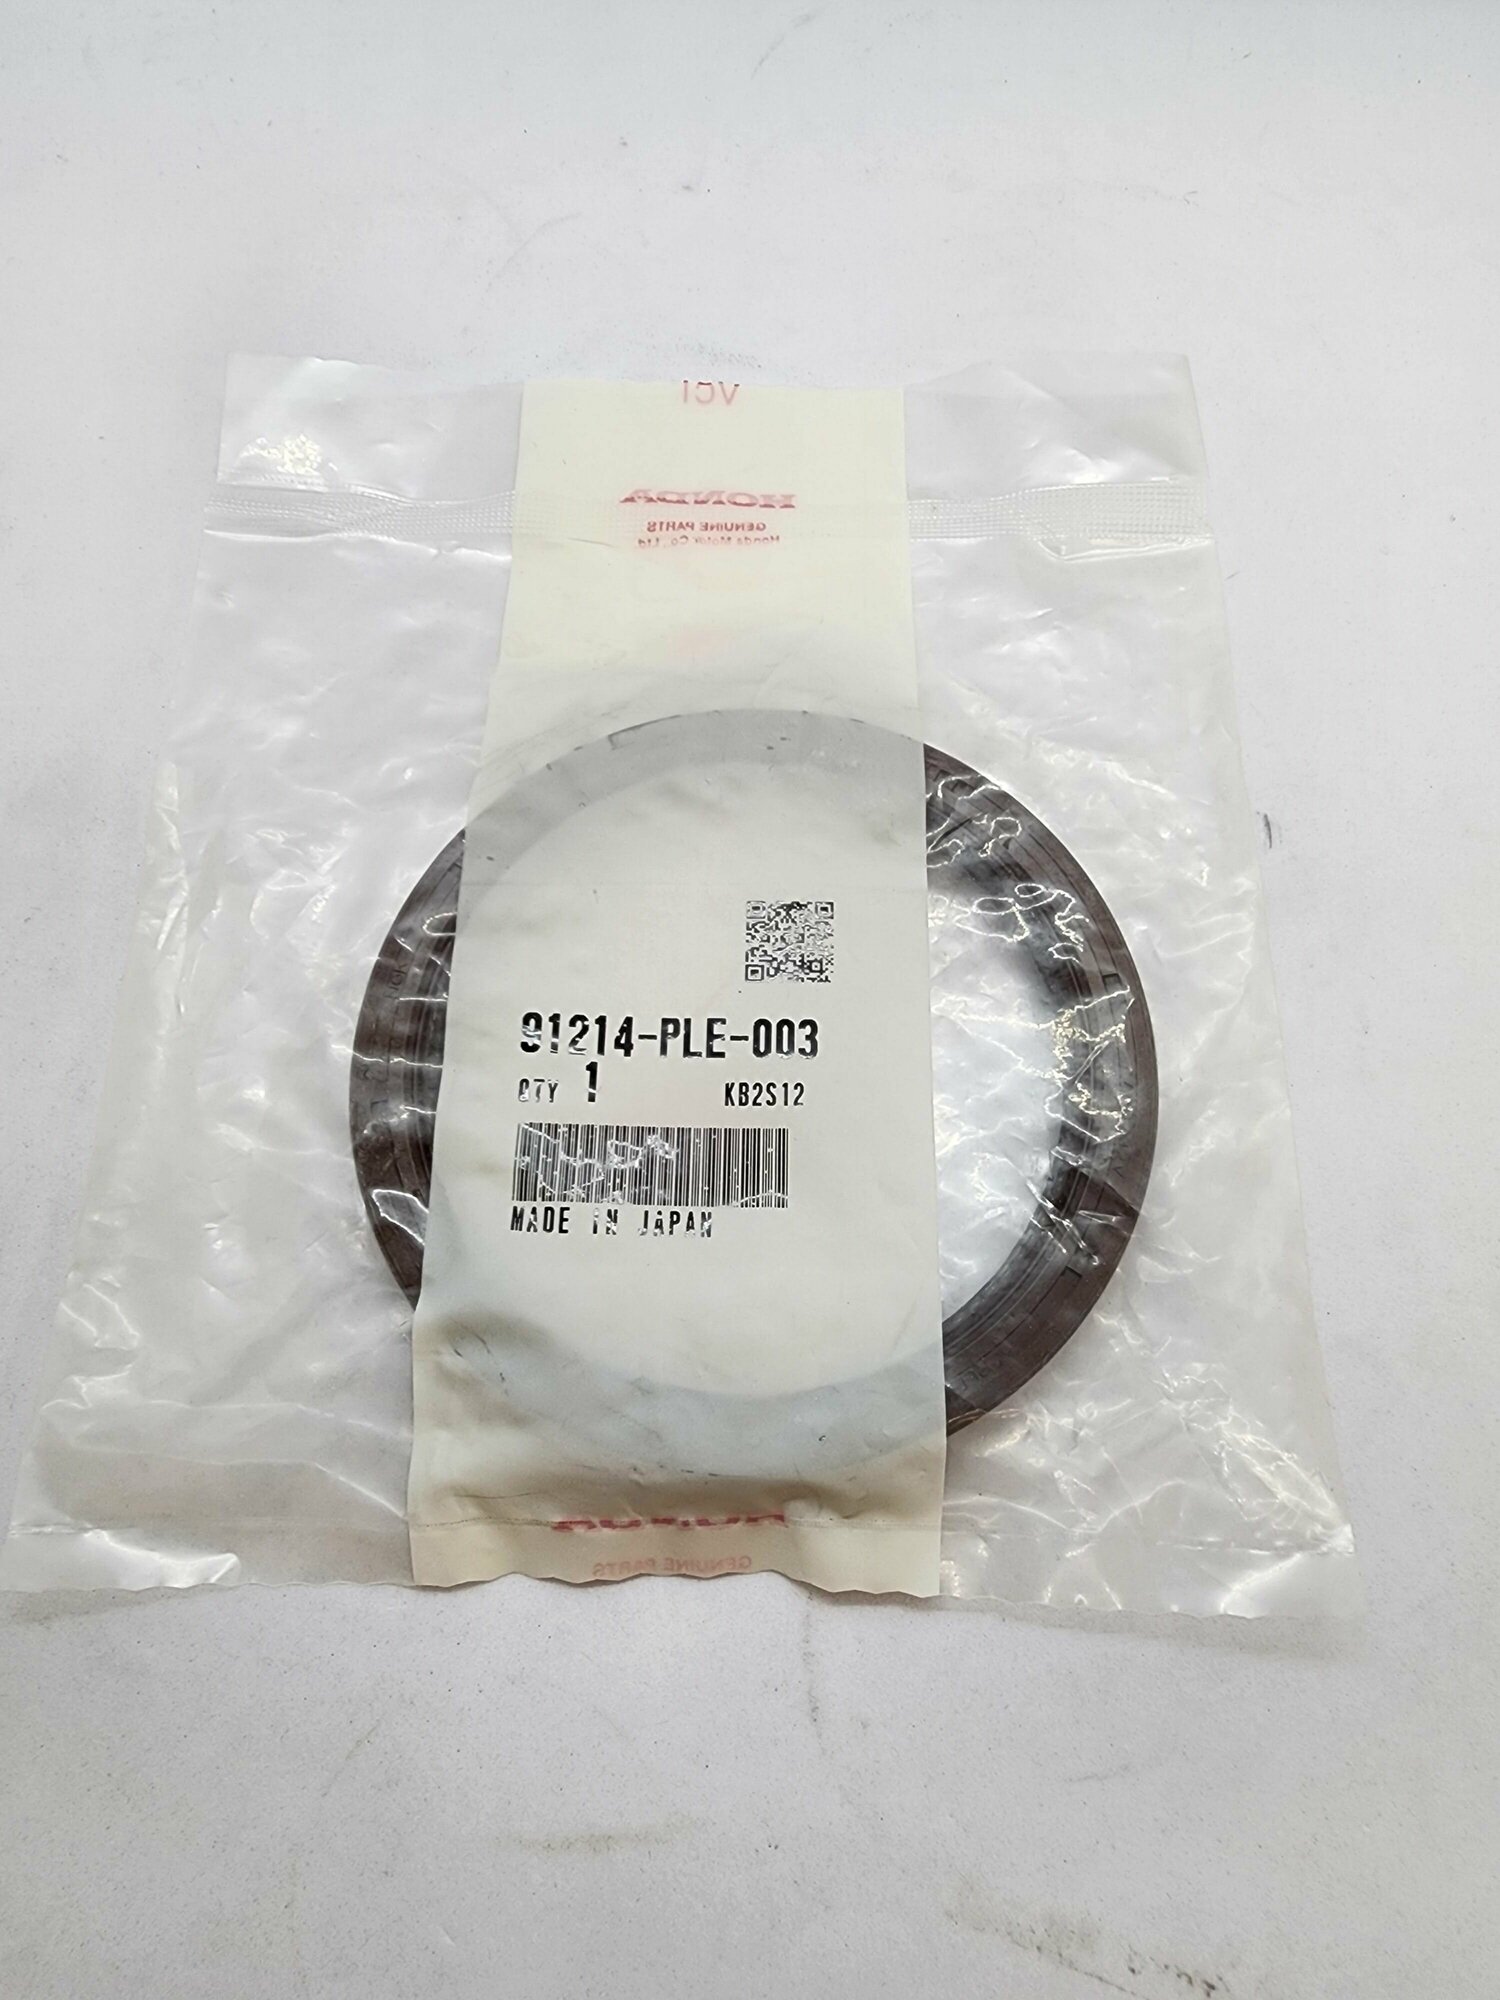 VCI
HONDA
GENUINE PARTS
Honda Motor Co., Ltd.
91214-PLE-003
QTY 1 KB2S12
MADE IN JAPAN
HONDA
GENUINE PARTS